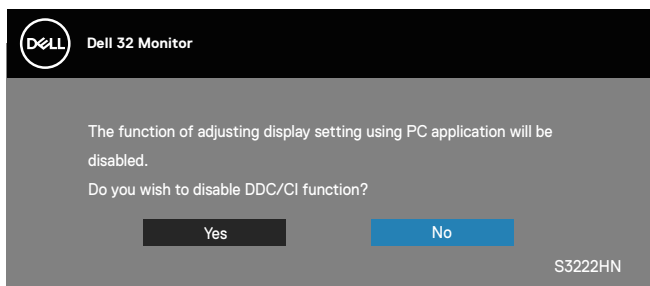 DELL
Dell 32 Monitor
The function of adjusting display setting using PC application will be
disabled.
Do you wish to disable DDC/CI function?
Yes
No
S3222HN